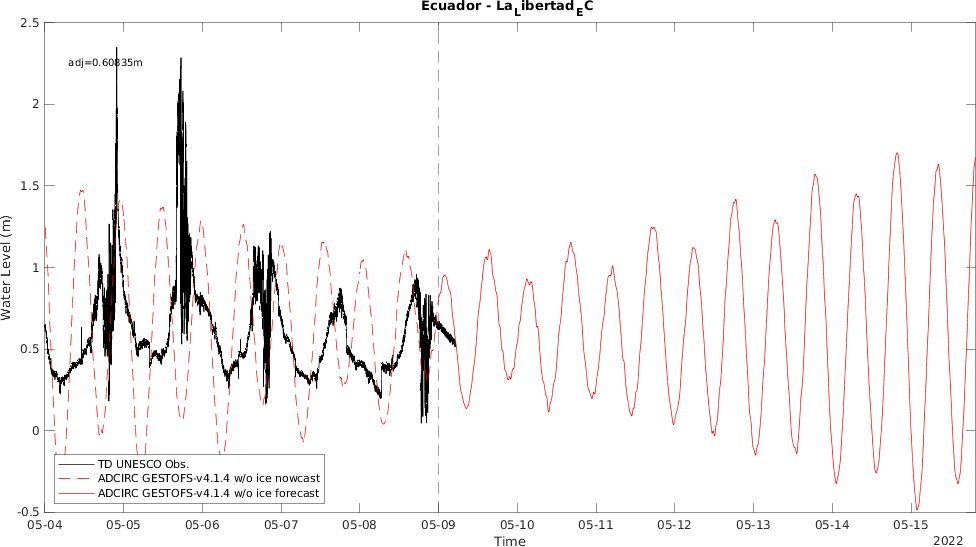 Ecuador - LaLibertadEC
adj=0.60835m
2.5
2
1.5
1
0.5
0
-0.5
Water Level (m)
TD UNESCO Obs.
ADCIRC GESTOFS-v4.1.4 w/o ice nowcast
ADCIRC GESTOFS-v4.1.4 w/o ice forecast
05-04 05-05 05-06 05-07 05-08 05-09 05-10 05-11 05-12 05-13 05-14 05-15
Time
2022